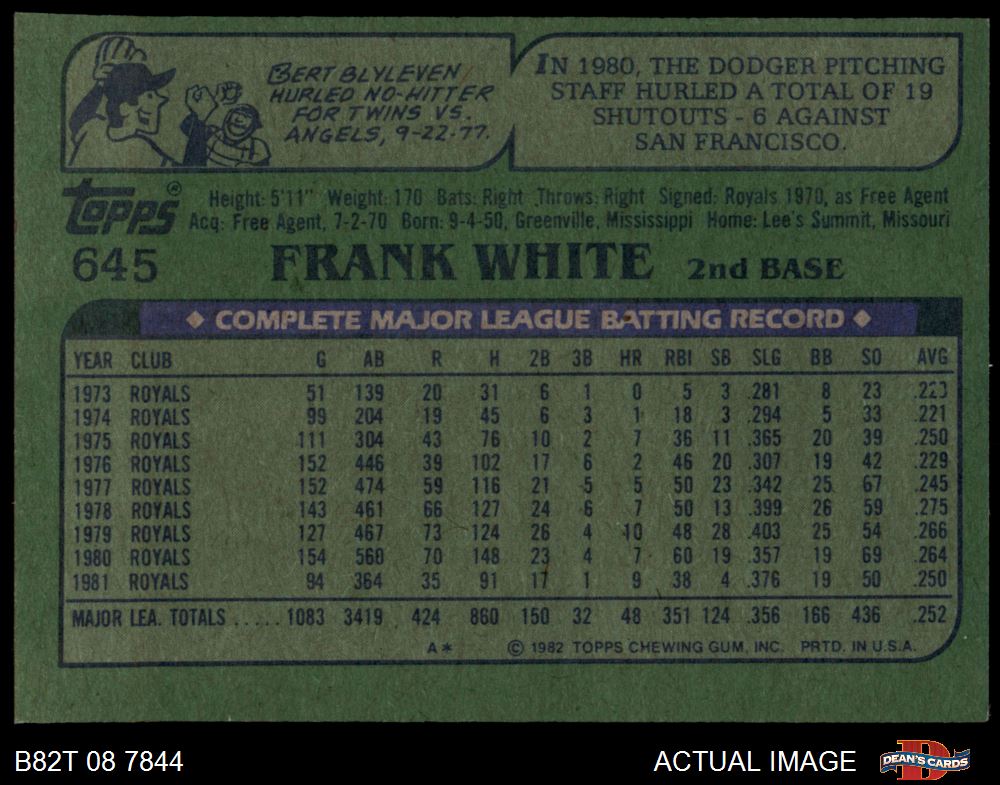 BERT BLYLEVEN
HURLED NO-HITTER
FOR TWINS VS.
ANGELS, 9-22-77.
IN 1980, THE DODGER PITCHING
STAFF HURLED A TOTAL OF 19
SHUTOUTS - 6 AGAINST
SAN FRANCISCO.
Topps®
Height: 5'11" Weight: 170 Bats: Right Throws: Right Signed: Royals 1970, as Free Agent
Acq: Free Agent, 7-2-70 Born: 9-4-50, Greenville, Mississippi Home: Lee's Summit, Missouri
645 FRANK WHITE 2nd BASE
◆ COMPLETE MAJOR LEAGUE BATTING RECORD ◆
YEAR CLUB G AB R H 2B 3B HR RBI SB SLG BB SO AVG
1973 ROYALS 51 139 20 31 6 1 0 5 3 .281 8 23 .223
1974 ROYALS 99 204 19 45 6 3 1 18 3 .294 5 33 .221
1975 ROYALS 111 304 43 76 10 2 7 36 11 .365 20 39 .250
1976 ROYALS 152 446 39 102 17 6 2 46 20 .307 19 42 .229
1977 ROYALS 152 474 59 116 21 5 5 50 23 .342 25 67 .245
1978 ROYALS 143 461 66 127 24 6 7 50 13 .399 26 59 .275
1979 ROYALS 127 467 73 124 26 4 10 48 28 .403 25 54 .266
1980 ROYALS 154 560 70 148 23 4 7 60 19 .357 19 69 .264
1981 ROYALS 94 364 35 91 17 1 9 38 4 .376 19 50 .250
MAJOR LEA. TOTALS ..... 1083 3419 424 860 150 32 48 351 124 .356 166 436 .252
A* © 1982 TOPPS CHEWING GUM, INC. PRTD. IN U.S.A.
B82T 08 7844 ACTUAL IMAGE D DEAN'S CARDS